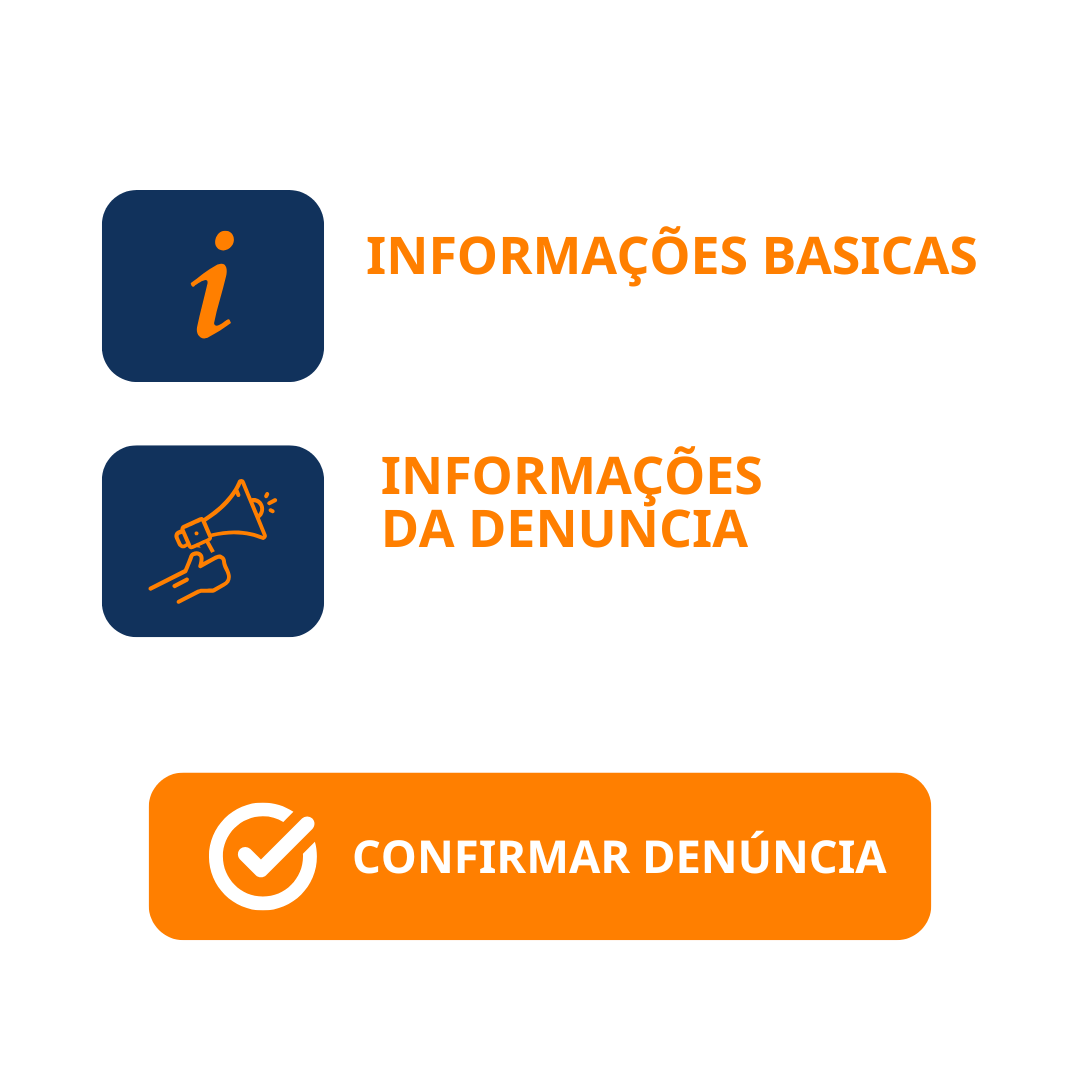 i
INFORMAÇÕES BASICAS
INFORMAÇÕES
DA DENUNCIA
CONFIRMAR DENÚNCIA